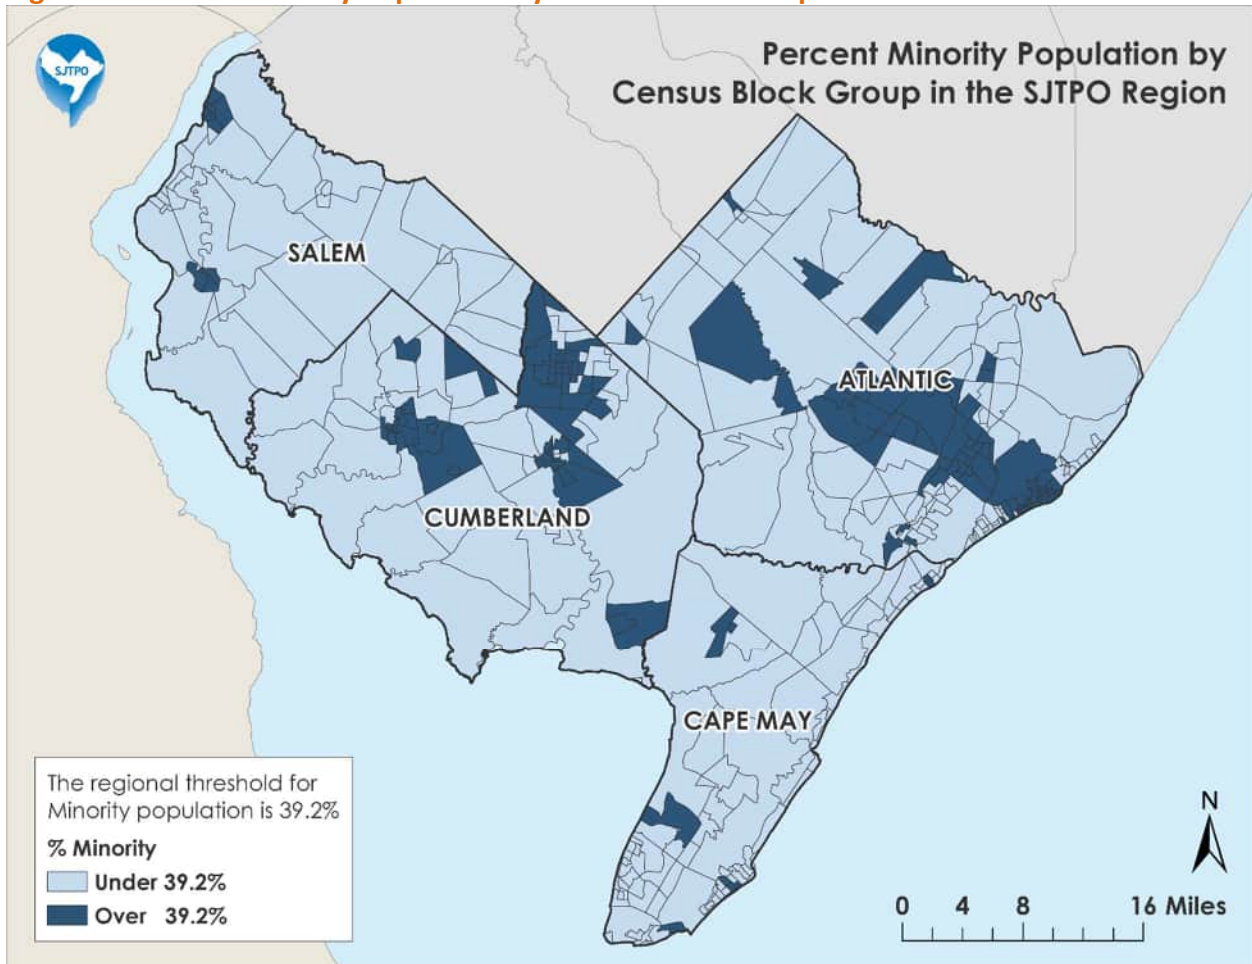 SJTPO
Percent Minority Population by
Census Block Group in the SJTPO Region
SALEM
ATLANTIC
CUMBERLAND
CAPE MAY
The regional threshold for
Minority population is 39.2%
% Minority
Under 39.2%
Over 39.2%
N
0 4 8 16 Miles